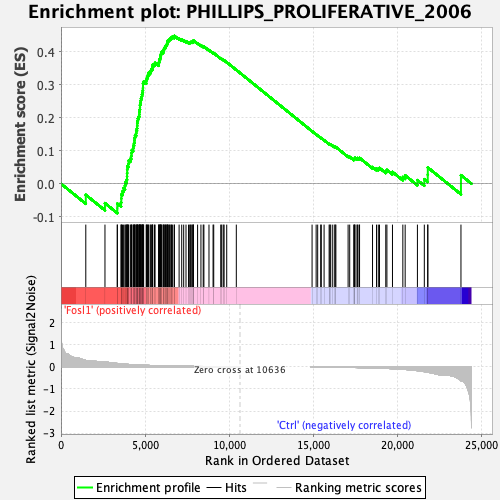 Enrichment plot: PHILLIPS_PROLIFERATIVE_2006
Enrichment score (ES)
0.4
0.3
0.2
0.1
0.0
-0.1
'Fosl1' (positively correlated)
Ranked list metric (Signal2Noise)
2
1
0
-1
-2
-3
Zero cross at 10636
'Ctrl' (negatively correlated)
0
5,000
10,000
15,000
20,000
25,000
Rank in Ordered Dataset
Enrichment profile
Hits
Ranking metric scores